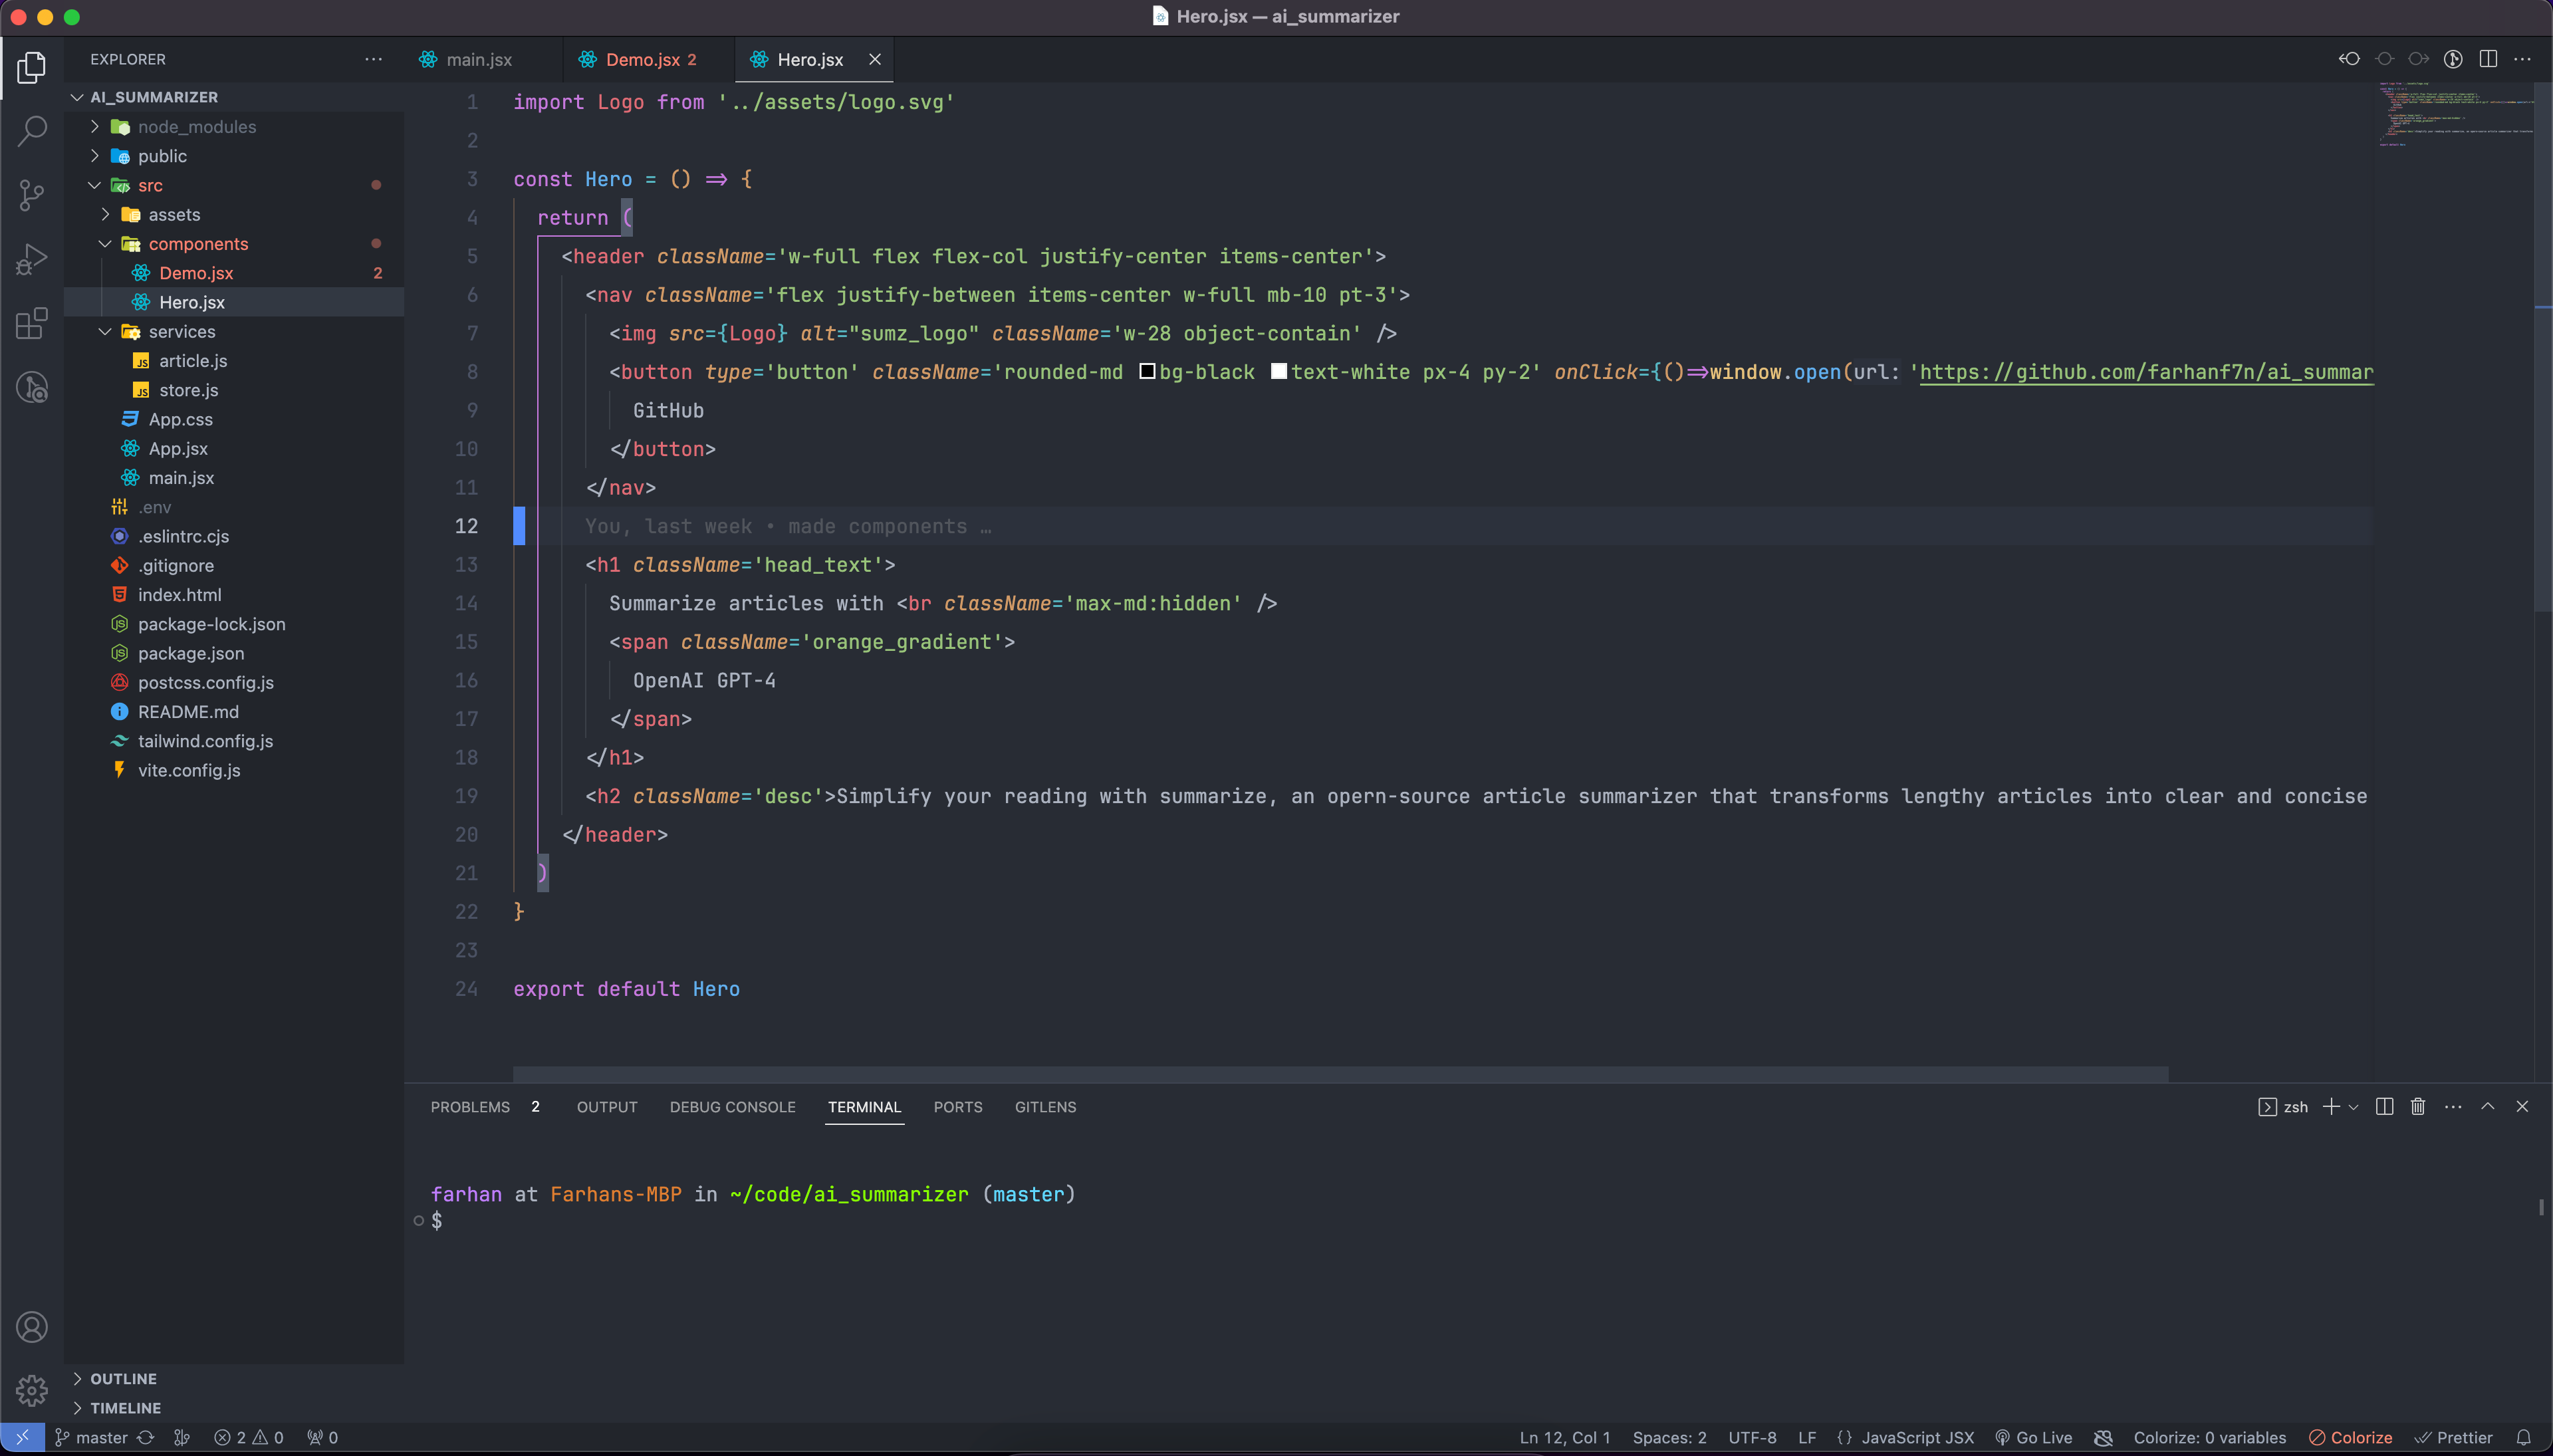 Hero.jsx — ai_summarizer
EXPLORER
main.jsx
Demo.jsx 2
Hero.jsx
AI_SUMMARIZER
node_modules
public
src
assets
components
Demo.jsx 2
Hero.jsx
services
article.js
store.js
App.css
App.jsx
main.jsx
.env
.eslintrc.cjs
.gitignore
index.html
package-lock.json
package.json
postcss.config.js
README.md
tailwind.config.js
vite.config.js
OUTLINE
TIMELINE
1 import Logo from '../assets/logo.svg'
2
3 const Hero = () => {
4 return (
5 <header className='w-full flex flex-col justify-center items-center'>
6 <nav className='flex justify-between items-center w-full mb-10 pt-3'>
7 <img src={Logo} alt="sumz_logo" className='w-28 object-contain' />
8 <button type='button' className='rounded-md bg-black text-white px-4 py-2' onClick={()=>window.open(url: 'https://github.com/farhanf7n/ai_summar
9 GitHub
10 </button>
11 </nav>
12 You, last week • made components …
13 <h1 className='head_text'>
14 Summarize articles with <br className='max-md:hidden' />
15 <span className='orange_gradient'>
16 OpenAI GPT-4
17 </span>
18 </h1>
19 <h2 className='desc'>Simplify your reading with summarize, an opern-source article summarizer that transforms lengthy articles into clear and concise
20 </header>
21 )
22 }
23
24 export default Hero
PROBLEMS 2 OUTPUT DEBUG CONSOLE TERMINAL PORTS GITLENS
zsh
farhan at Farhans-MBP in ~/code/ai_summarizer (master)
$
master 2 0 0
Ln 12, Col 1 Spaces: 2 UTF-8 LF {} JavaScript JSX Go Live Colorize: 0 variables Colorize Prettier